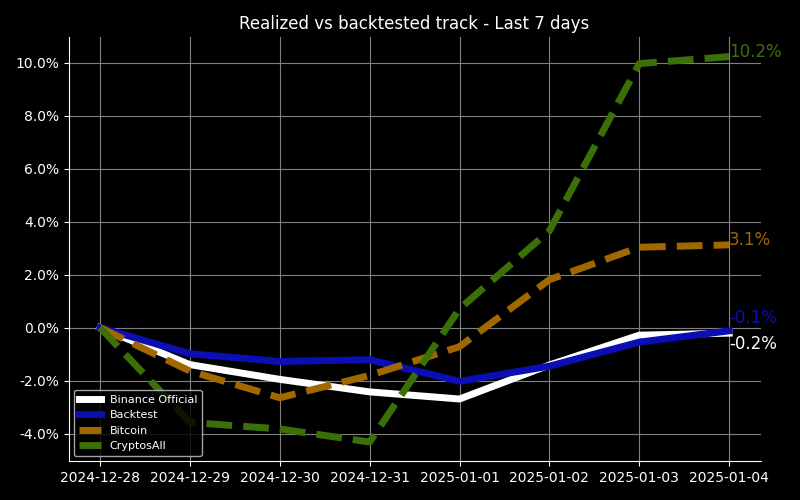 Realized vs backtested track - Last 7 days
10.0%
8.0%
6.0%
4.0%
2.0%
0.0%
-2.0%
-4.0%
10.2%
3.1%
-0.1%
-0.2%
Binance Official
Backtest
Bitcoin
CryptosAll
2024-12-28 2024-12-29 2024-12-30 2024-12-31 2025-01-01 2025-01-02 2025-01-03 2025-01-04